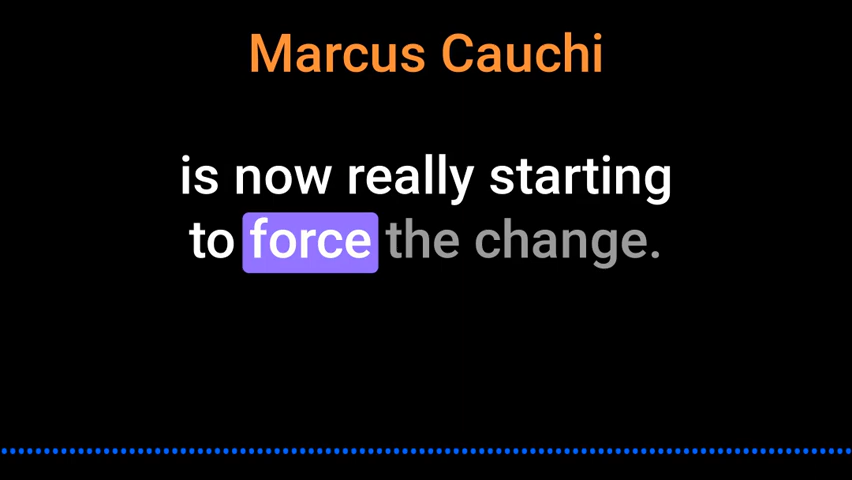 Marcus Cauchi
is now really starting
to force the change.